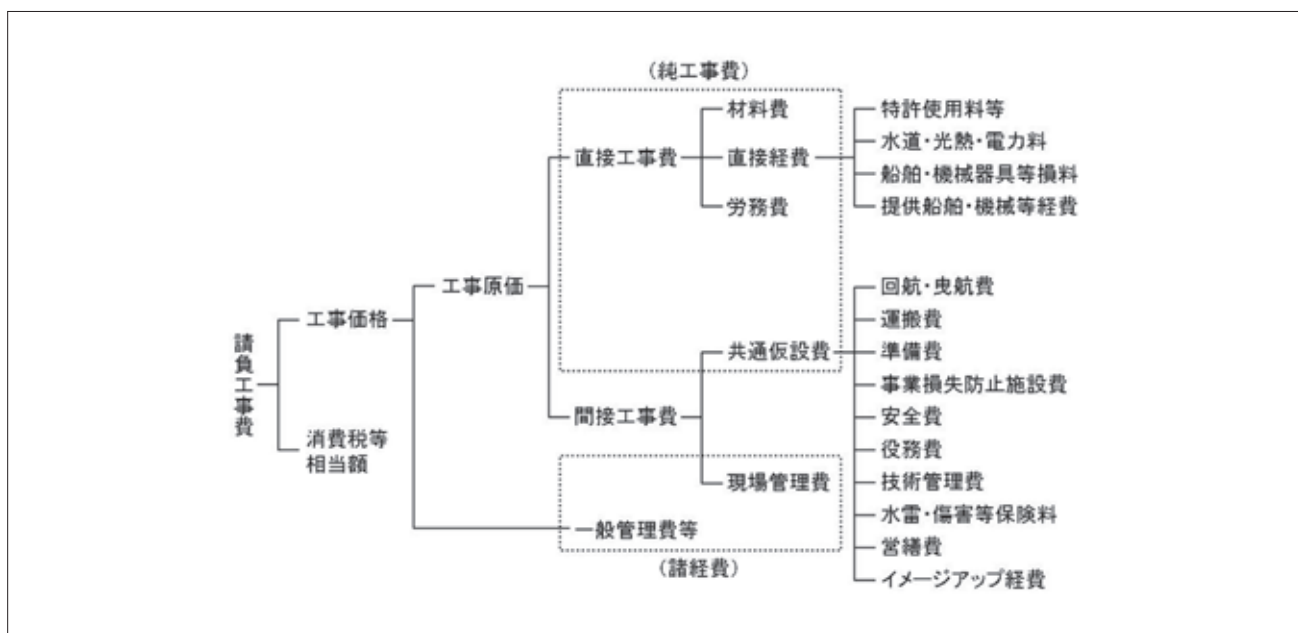 (純工事費)
材料費
直接工事費
直接経費
労務費
特許使用料等
水道・光熱・電力料
船舶・機械器具等損料
提供船舶・機械等経費
請負工事費
工事価格
工事原価
消費税等
相当額
間接工事費
共通仮設費
現場管理費
一般管理費等
(諸経費)
回航・曳航費
運搬費
準備費
事業損失防止施設費
安全費
役務費
技術管理費
水雷・傷害等保険料
営繕費
イメージアップ経費